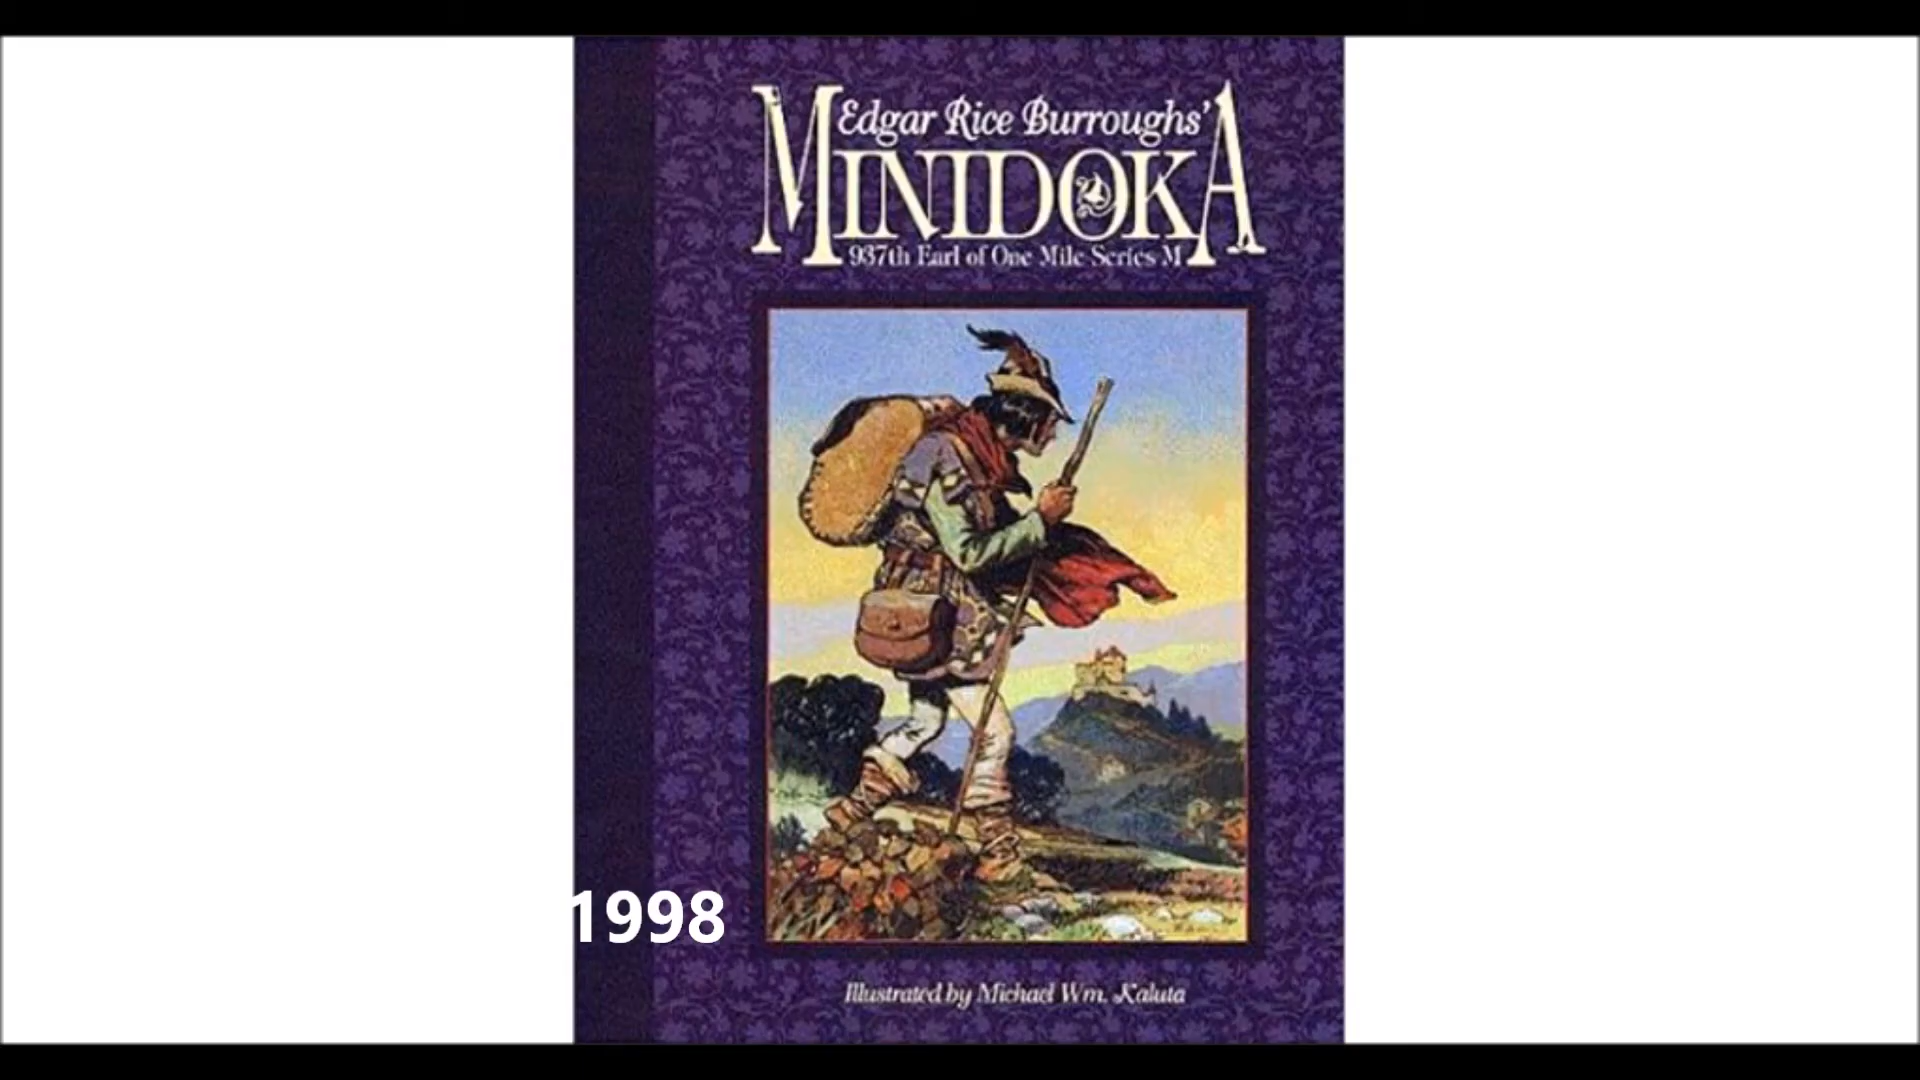 Edgar Rice Burroughs'
MINIDOKA
937th Earl of One Mile Series M
1998
Illustrated by Michael Wm. Kaluta